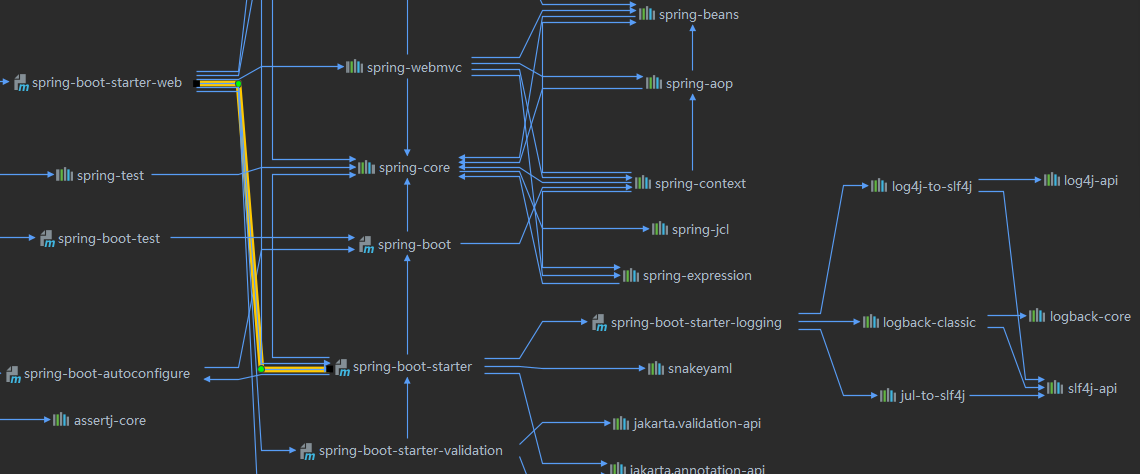 spring-beans
spring-webmvc
spring-boot-starter-web
spring-aop
spring-core
spring-test
spring-context
log4j-api
log4j-to-slf4j
spring-jcl
spring-boot-test
spring-boot
spring-expression
logback-core
spring-boot-starter-logging
logback-classic
spring-boot-starter
snakeyaml
spring-boot-autoconfigure
slf4j-api
jul-to-slf4j
assertj-core
jakarta.validation-api
spring-boot-starter-validation
jakarta.annotation-api